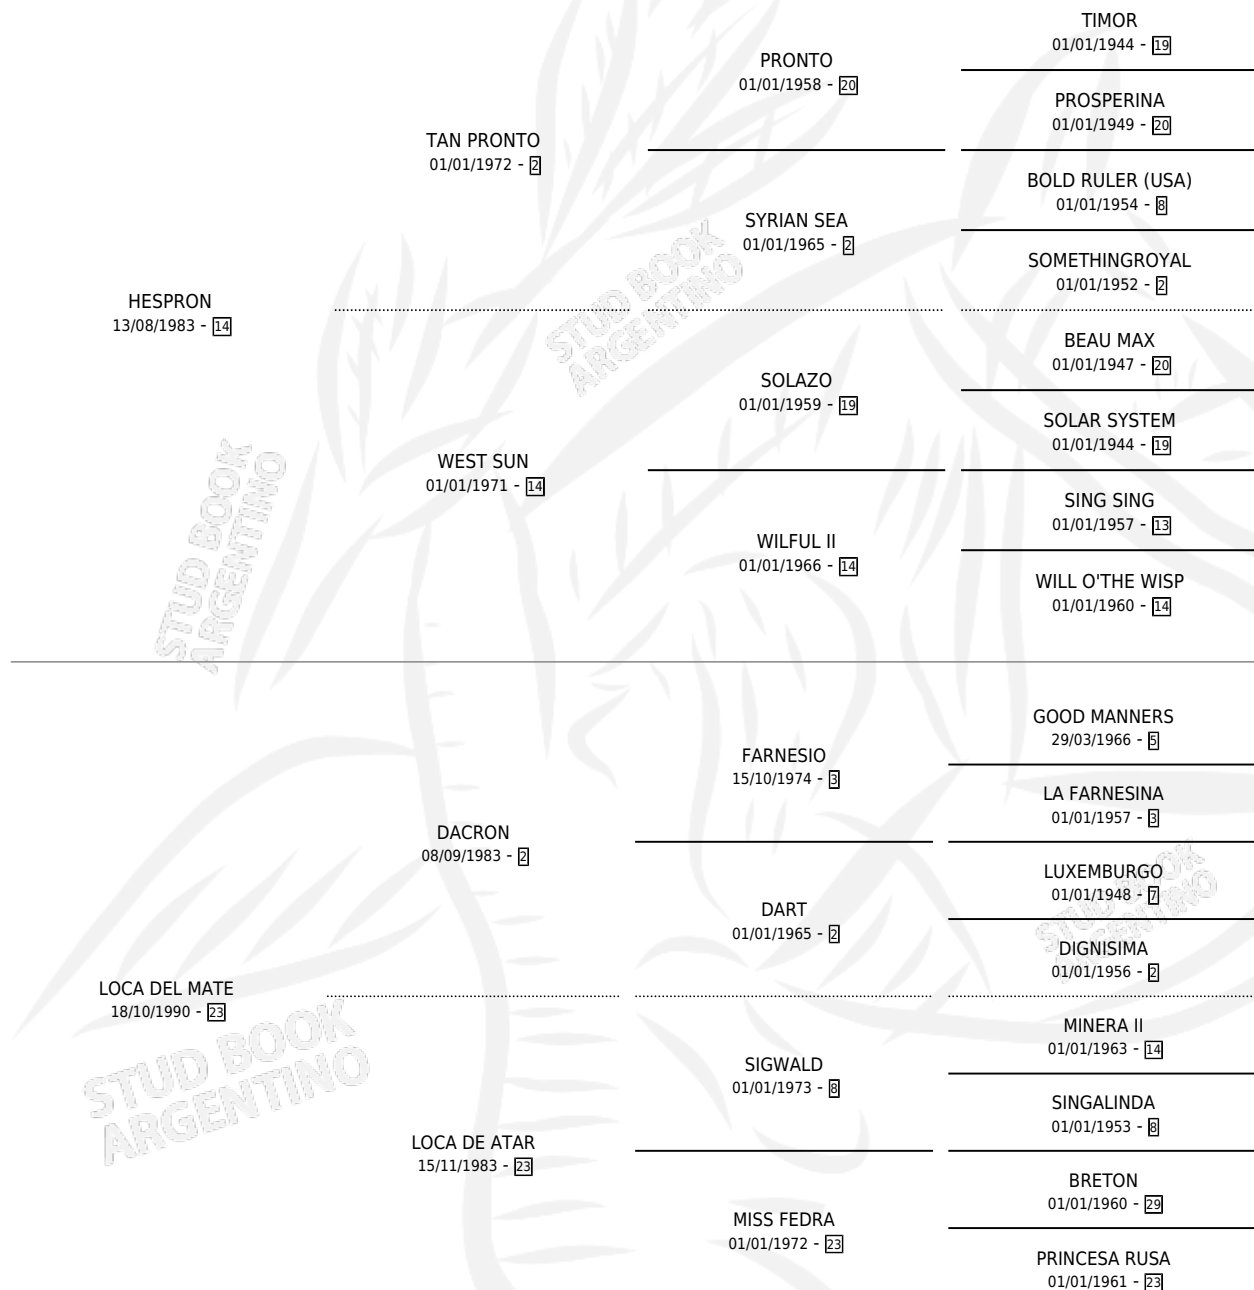 TIMOR
01/01/1944 - 19
PRONTO
01/01/1958 - 20
PROSPERINA
01/01/1949 - 20
TAN PRONTO
01/01/1972 - 2
BOLD RULER (USA)
01/01/1954 - 8
SYRIAN SEA
01/01/1965 - 2
SOMETHINGROYAL
01/01/1952 - 2
HESPRON
13/08/1983 - 14
BEAU MAX
01/01/1947 - 20
SOLAZO
01/01/1959 - 19
SOLAR SYSTEM
01/01/1944 - 19
WEST SUN
01/01/1971 - 14
SING SING
01/01/1957 - 13
WILFUL II
01/01/1966 - 14
WILL O'THE WISP
01/01/1960 - 14
STUD BOOK
ARGENTINO
STUD BOOK
ARGENTINO
GOOD MANNERS
29/03/1966 - 5
FARNESIO
15/10/1974 - 3
LA FARNESINA
01/01/1957 - 3
DACRON
08/09/1983 - 2
LUXEMBURGO
01/01/1948 - 7
DART
01/01/1965 - 2
DIGNISIMA
01/01/1956 - 2
STUD BOOK
ARGENTINO
LOCA DEL MATE
18/10/1990 - 23
MINERA II
01/01/1963 - 14
SIGWALD
01/01/1973 - 8
SINGALINDA
01/01/1953 - 8
LOCA DE ATAR
15/11/1983 - 23
BRETON
01/01/1960 - 29
MISS FEDRA
01/01/1972 - 23
PRINCESA RUSA
01/01/1961 - 23
STUD BOOK
ARGENTINO